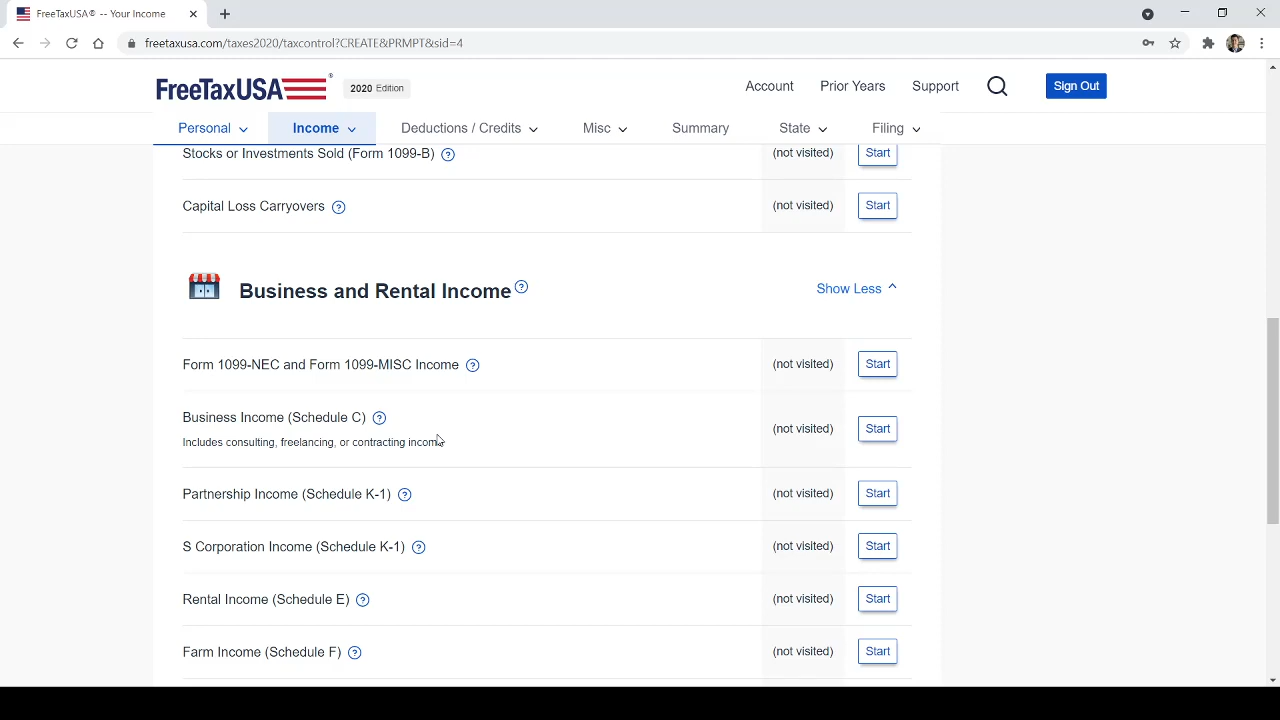 FreeTaxUSA® -- Your Income
freetaxusa.com/taxes2020/taxcontrol?CREATE&PRMPT&sid=4
FreeTaxUSA®
2020 Edition
Account
Prior Years
Support
Sign Out
Personal
Income
Deductions / Credits
Misc
Summary
State
Filing
Stocks or Investments Sold (Form 1099-B) ?
(not visited)
Start
Capital Loss Carryovers ?
(not visited)
Start
Business and Rental Income ?
Show Less
Form 1099-NEC and Form 1099-MISC Income ?
(not visited)
Start
Business Income (Schedule C) ?
Includes consulting, freelancing, or contracting income
(not visited)
Start
Partnership Income (Schedule K-1) ?
(not visited)
Start
S Corporation Income (Schedule K-1) ?
(not visited)
Start
Rental Income (Schedule E) ?
(not visited)
Start
Farm Income (Schedule F) ?
(not visited)
Start